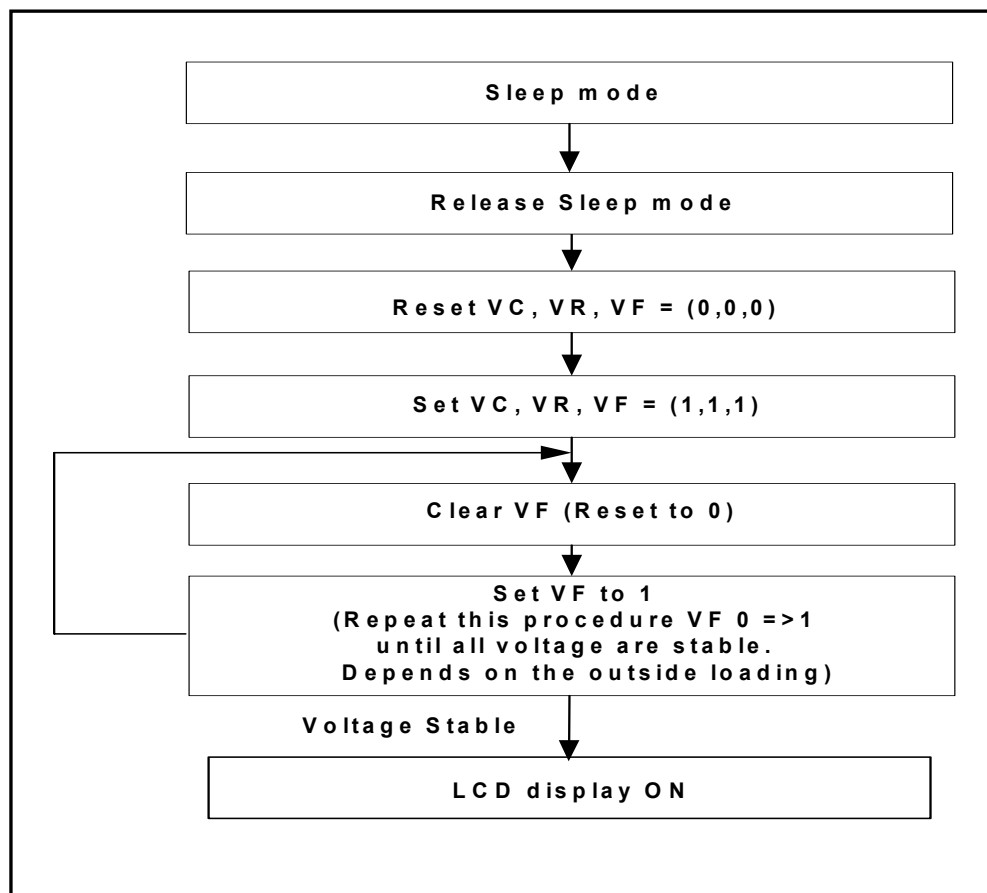 Sleep mode
Release Sleep mode
Reset VC, VR, VF = (0,0,0)
Set VC, VR, VF = (1,1,1)
Clear VF (Reset to 0)
Set VF to 1
(Repeat this procedure VF 0 =>1
until all voltage are stable.
Depends on the outside loading)
Voltage Stable
LCD display ON